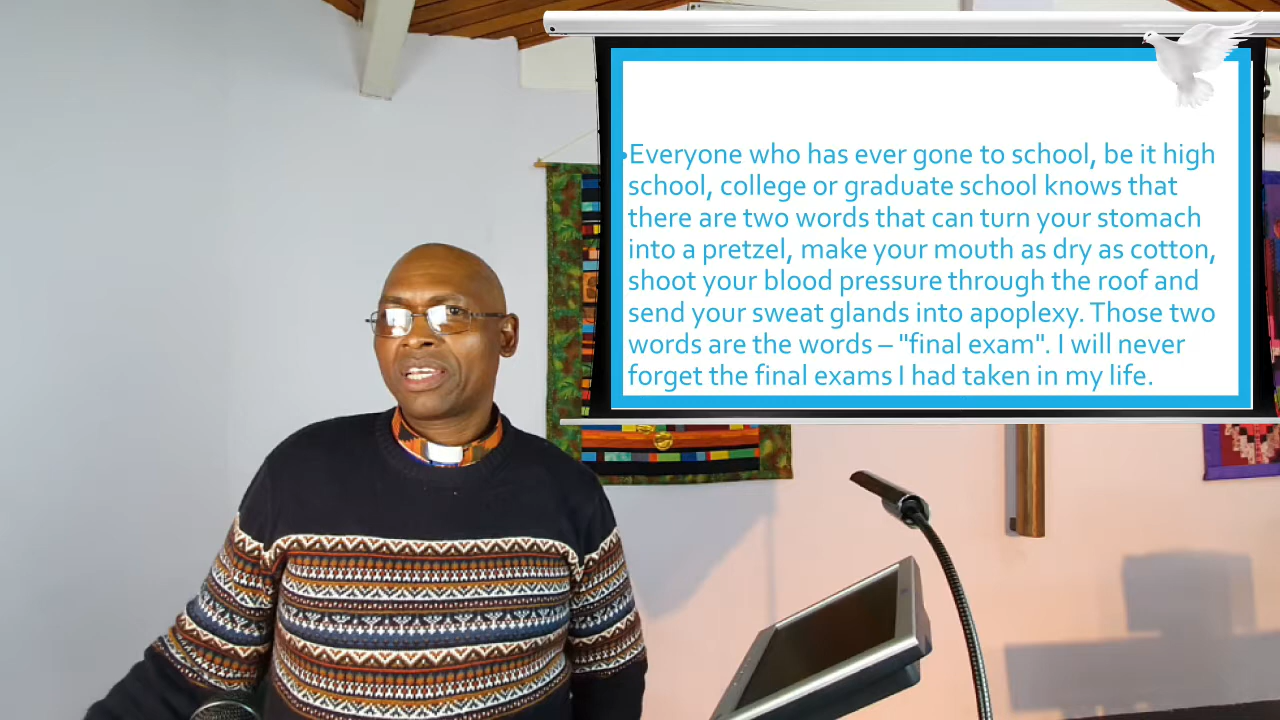 •Everyone who has ever gone to school, be it high
school, college or graduate school knows that
there are two words that can turn your stomach
into a pretzel, make your mouth as dry as cotton,
shoot your blood pressure through the roof and
send your sweat glands into apoplexy. Those two
words are the words – "final exam". I will never
forget the final exams I had taken in my life.